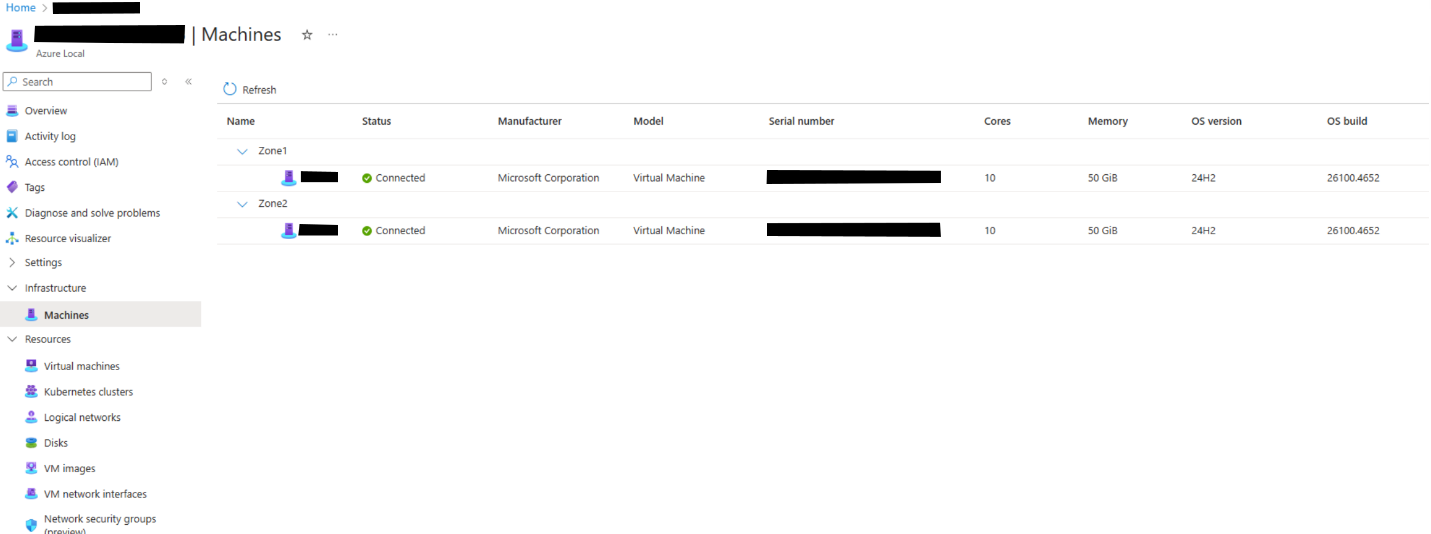 Home >
| Machines ☆ ...
Azure Local
Search
Refresh
Overview
Activity log
Access control (IAM)
Tags
Diagnose and solve problems
Resource visualizer
Settings
Infrastructure
Machines
Resources
Virtual machines
Kubernetes clusters
Logical networks
Disks
VM images
VM network interfaces
Network security groups
(preview)
Name Status Manufacturer Model Serial number Cores Memory OS version OS build
Zone1
Connected Microsoft Corporation Virtual Machine 10 50 GiB 24H2 26100.4652
Zone2
Connected Microsoft Corporation Virtual Machine 10 50 GiB 24H2 26100.4652